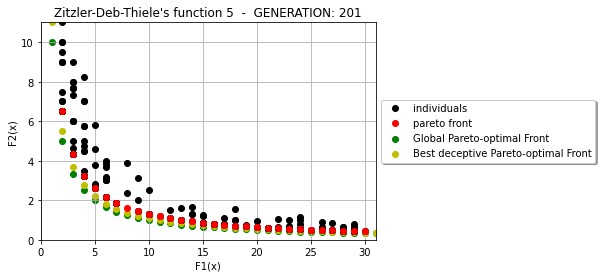 Zitzler-Deb-Thiele's function 5 - GENERATION: 201
10
8
6
4
2
0
F2(x)
0 5 10 15 20 25 30
F1(x)
individuals
pareto front
Global Pareto-optimal Front
Best deceptive Pareto-optimal Front